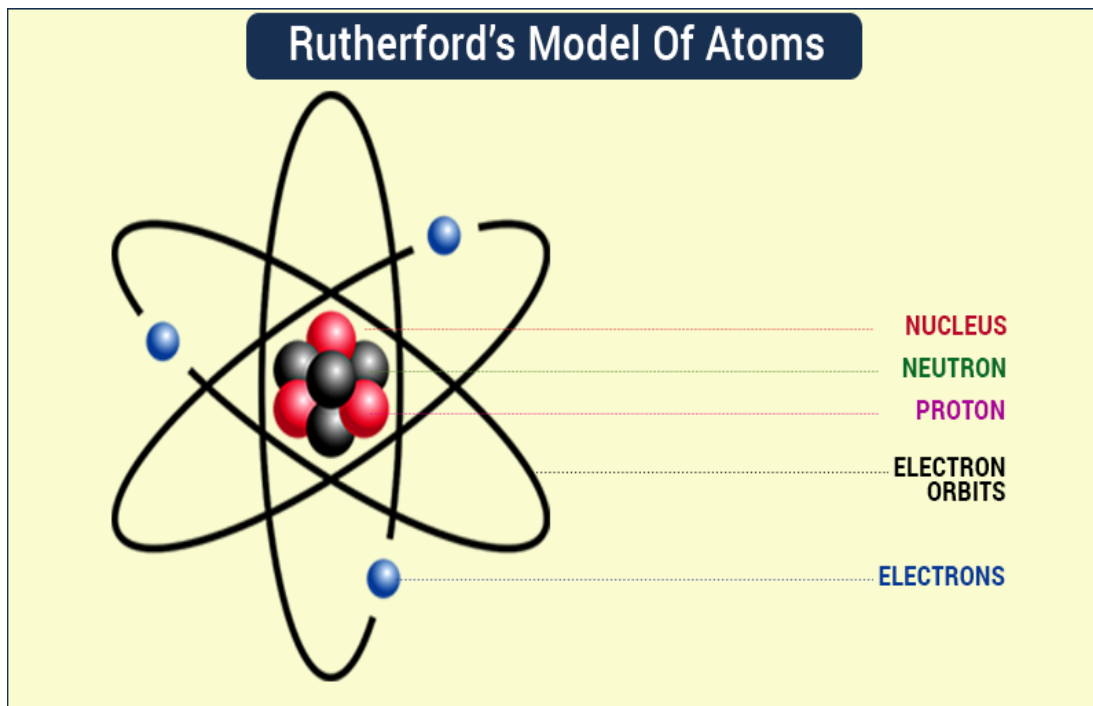 Rutherford's Model Of Atoms
NUCLEUS
NEUTRON
PROTON
ELECTRON
ORBITS
ELECTRONS